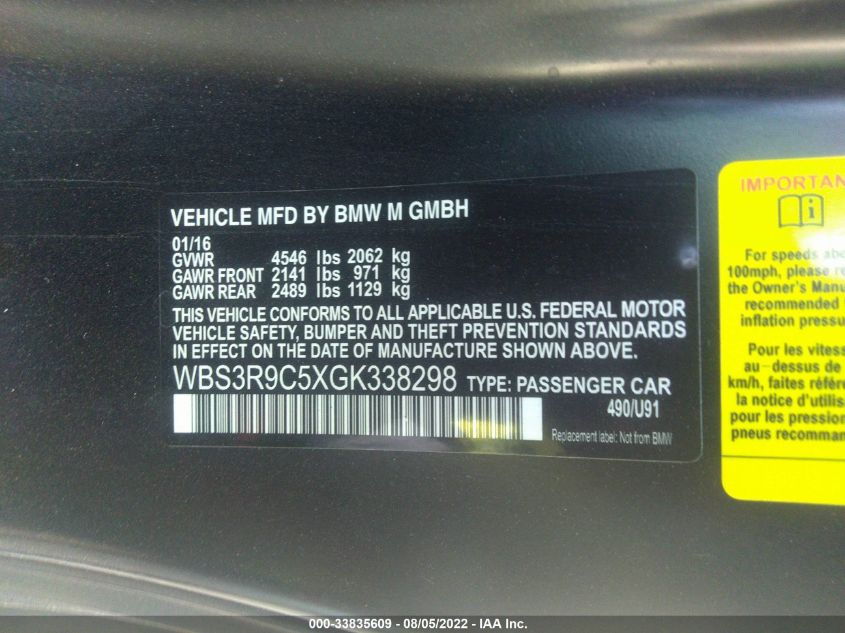 VEHICLE MFD BY BMW M GMBH
01/16
GVWR 4546 lbs 2062 kg
GAWR FRONT 2141 lbs 971 kg
GAWR REAR 2489 lbs 1129 kg
THIS VEHICLE CONFORMS TO ALL APPLICABLE U.S. FEDERAL MOTOR
VEHICLE SAFETY, BUMPER AND THEFT PREVENTION STANDARDS
IN EFFECT ON THE DATE OF MANUFACTURE SHOWN ABOVE.
WBS3R9C5XGK338298 TYPE: PASSENGER CAR
490/U91
Replacement label: Not from BMW
IMPORTAN
For speeds abo
100mph, please re
the Owner's Manu
recommended
inflation pressu
Pour les vitess
au-dessus de
km/h, faites référe
la notice d'utilis
pour les pression
pneus recomman
000-33835609 - 08/05/2022 - IAA Inc.